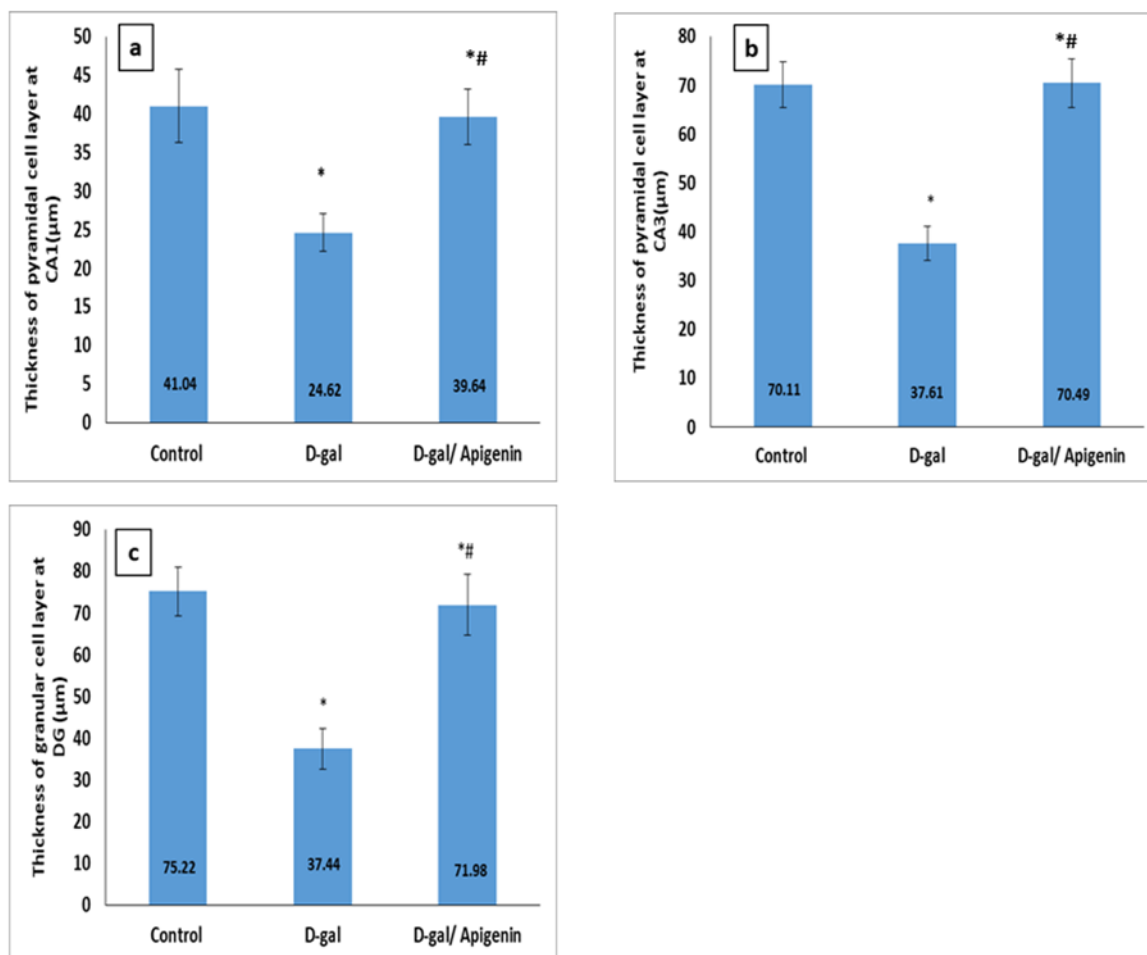 a
Thickness of pyramidal cell layer at
CA1(µm)
50
45
40
35
30
25
20
15
10
5
0
*
*#
41.04 24.62 39.64
Control D-gal D-gal/ Apigenin
b
Thickness of pyramidal cell layer at
CA3(µm)
80
70
60
50
40
30
20
10
0
*
*#
70.11 37.61 70.49
Control D-gal D-gal/ Apigenin
c
Thickness of granular cell layer at
DG (µm)
90
80
70
60
50
40
30
20
10
0
*
*#
75.22 37.44 71.98
Control D-gal D-gal/ Apigenin